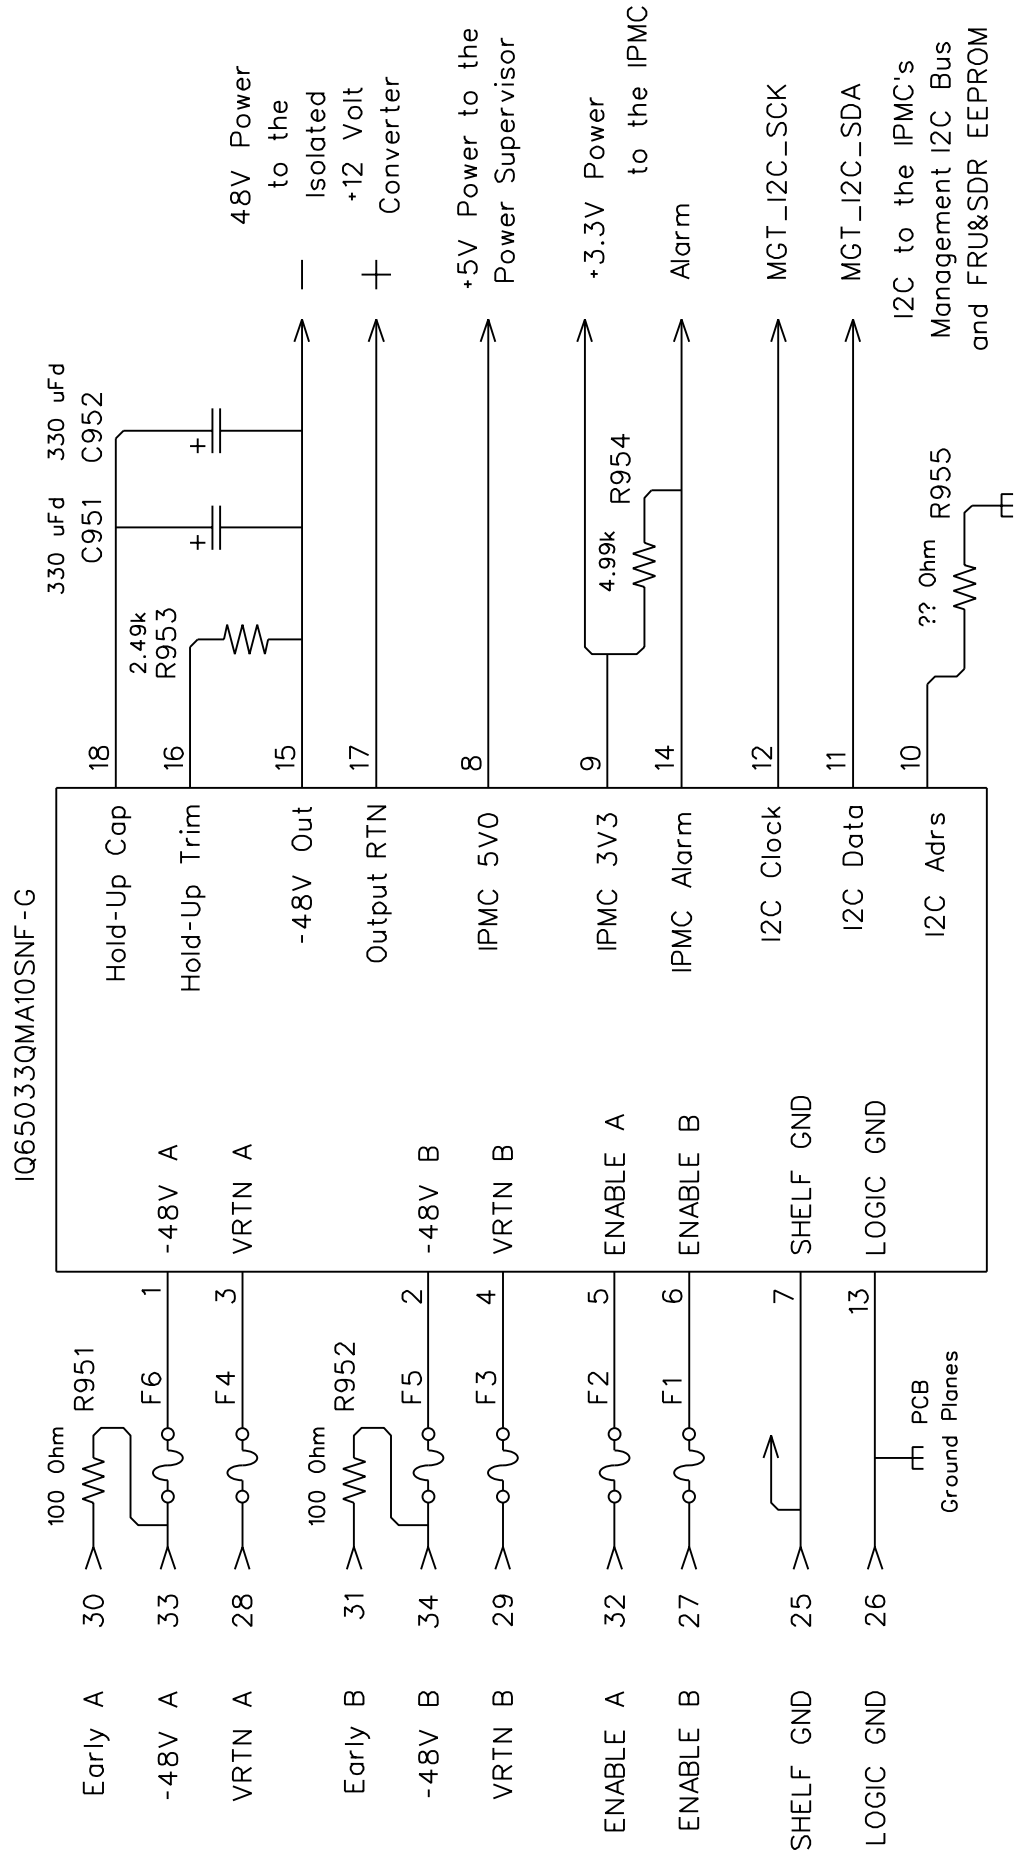 IQ65033QMA10SNF-G
Early A
30
100 Ohm
R951
-48V A
33
F6
1
-48V A
VRTN A
28
F4
3
VRTN A
Early B
31
100 Ohm
R952
-48V B
34
F5
2
-48V B
VRTN B
29
F3
4
VRTN B
ENABLE A
32
F2
5
ENABLE A
ENABLE B
27
F1
6
ENABLE B
SHELF GND
25
7
SHELF GND
LOGIC GND
26
13
LOGIC GND
PCB
Ground Planes
Hold-Up Cap
18
330 uFd
C951
330 uFd
C952
Hold-Up Trim
16
2.49k
R953
+
+
-48V Out
15
−
Output RTN
17
+
48V Power
to the
Isolated
+12 Volt
Converter
IPMC 5V0
8
+5V Power to the
Power Supervisor
IPMC 3V3
9
4.99k
R954
+3.3V Power
to the IPMC
IPMC Alarm
14
Alarm
I2C Clock
12
MGT_I2C_SCK
I2C Data
11
MGT_I2C_SDA
I2C Adrs
10
?? Ohm
R955
I2C to the IPMC's
Management I2C Bus
and FRU&SDR EEPROM